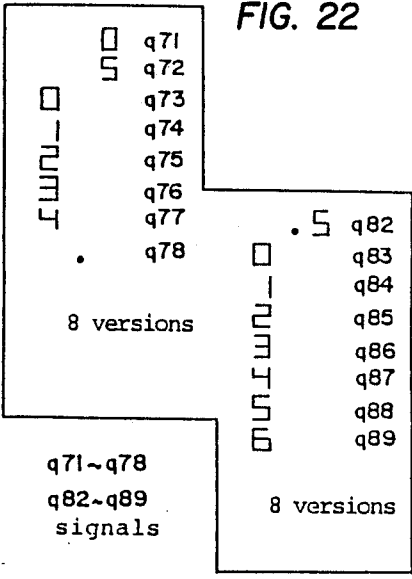 FIG. 22
0 q71
5 q72
0 q73
1 q74
2 q75
3 q76
4 q77
. q78
8 versions
. 5 q82
0 q83
1 q84
2 q85
3 q86
4 q87
5 q88
6 q89
8 versions
q71~q78
q82~q89
signals